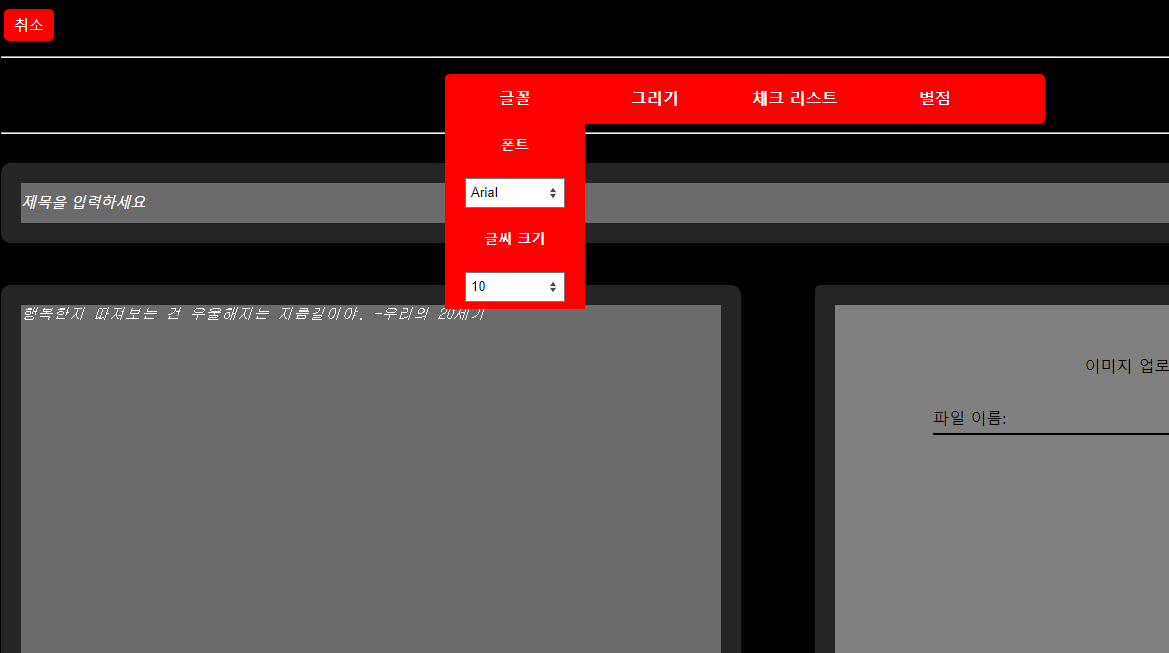 취소
글꼴 그리기 체크 리스트 별점
폰트
Arial
제목을 입력하세요
글씨 크기
10
행복한지 따져보는 건 우울해지는 지름길이야. -우리의 20세기
이미지 업로
파일 이름: